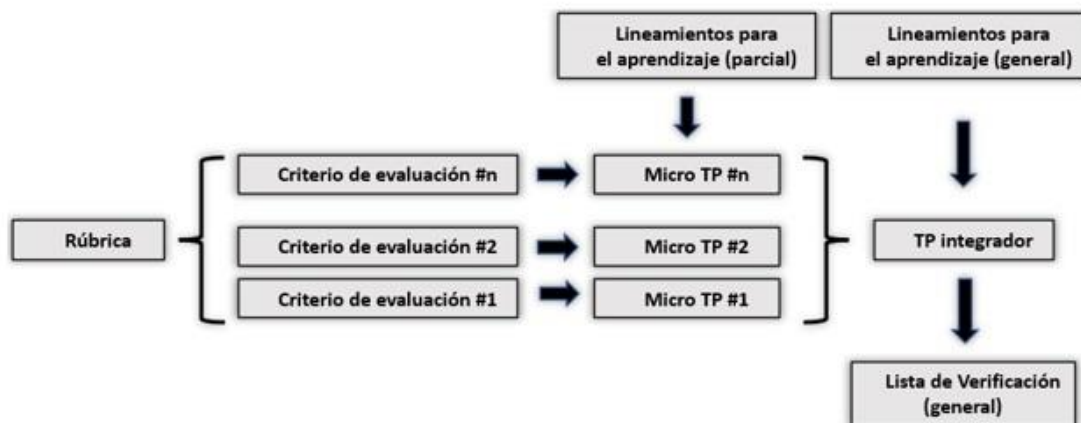 Lineamientos para
el aprendizaje (parcial)
Lineamientos para
el aprendizaje (general)
Criterio de evaluación #n
Micro TP #n
Rúbrica
Criterio de evaluación #2
Micro TP #2
TP integrador
Criterio de evaluación #1
Micro TP #1
Lista de Verificación
(general)